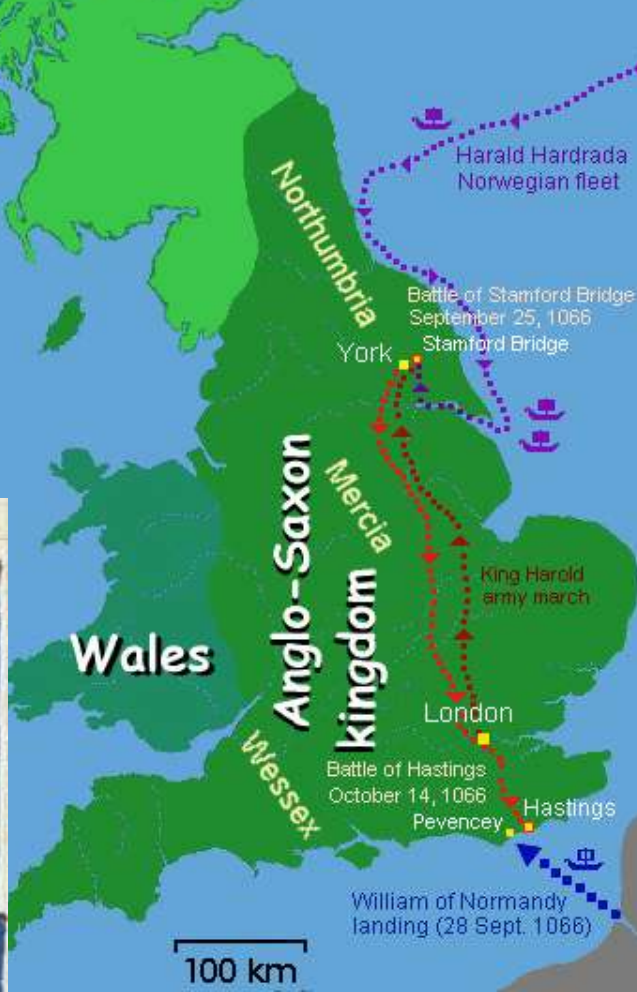 Harald Hardrada
Norwegian fleet
Northumbria
Battle of Stamford Bridge
September 25, 1066
Stamford Bridge
York
Mercia
Anglo-Saxon
kingdom
King Harold
army march
Wales
London
Wessex
Battle of Hastings
October 14, 1066
Hastings
Pevencey
William of Normandy
landing (28 Sept. 1066)
100 km